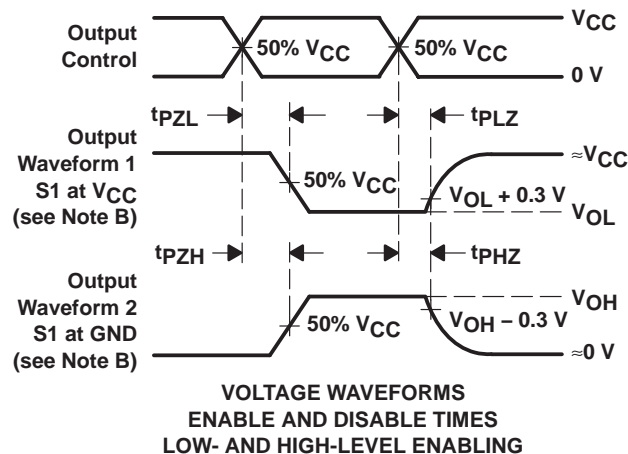 Output
Control
50% VCC
50% VCC
VCC
0 V
tPZL
tPLZ
Output
Waveform 1
S1 at VCC
(see Note B)
50% VCC
≈VCC
VOL + 0.3 V
VOL
tPZH
tPHZ
Output
Waveform 2
S1 at GND
(see Note B)
50% VCC
VOH
VOH – 0.3 V
≈0 V
VOLTAGE WAVEFORMS
ENABLE AND DISABLE TIMES
LOW- AND HIGH-LEVEL ENABLING